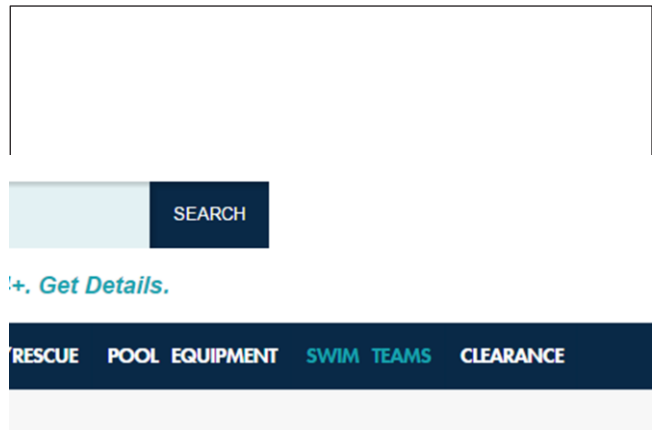 SEARCH
+. Get Details.
/RESCUE POOL EQUIPMENT SWIM TEAMS CLEARANCE